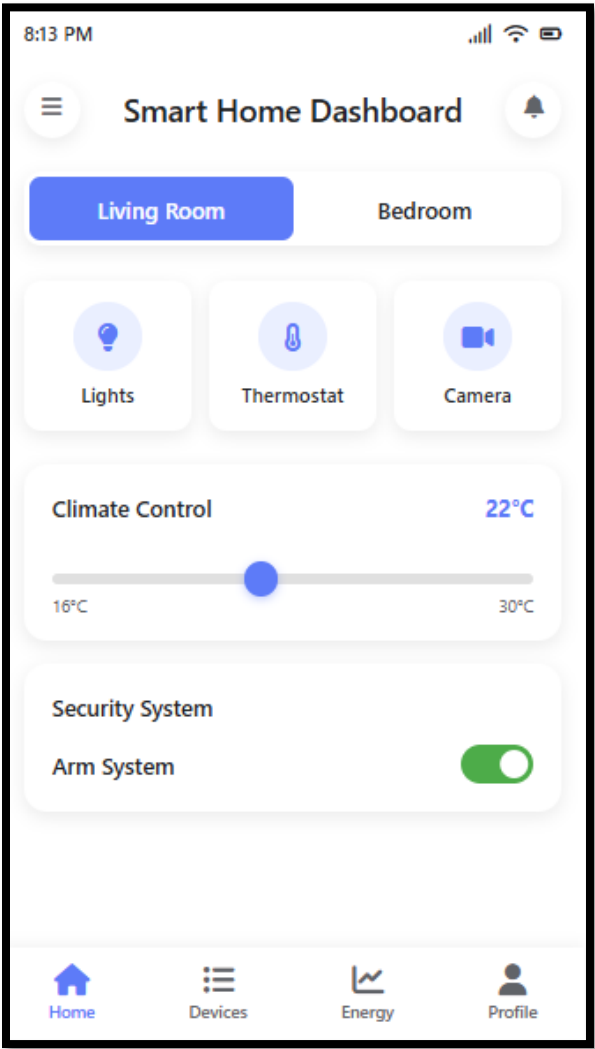 8:13 PM
Smart Home Dashboard
Living Room Bedroom
Lights Thermostat Camera
Climate Control 22°C
16°C 30°C
Security System
Arm System
Home Devices Energy Profile